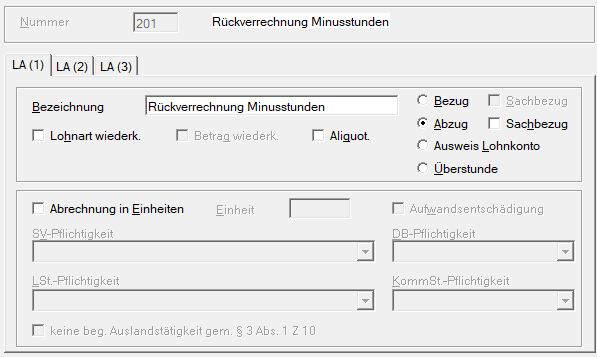 Nummer 201 Rückverrechnung Minusstunden
LA (1) LA (2) LA (3)
Bezeichnung Rückverrechnung Minusstunden
Bezug Sachbezug
Abzug Sachbezug
Lohnart wiederk. Betrag wiederk. Aliquot.
Ausweis Lohnkonto
Überstunde
Abrechnung in Einheiten Einheit Aufwandsentschädigung
SV-Pflichtigkeit DB-Pflichtigkeit
LSt.-Pflichtigkeit KommSt.-Pflichtigkeit
keine beg. Auslandstätigkeit gem. § 3 Abs. 1 Z 10